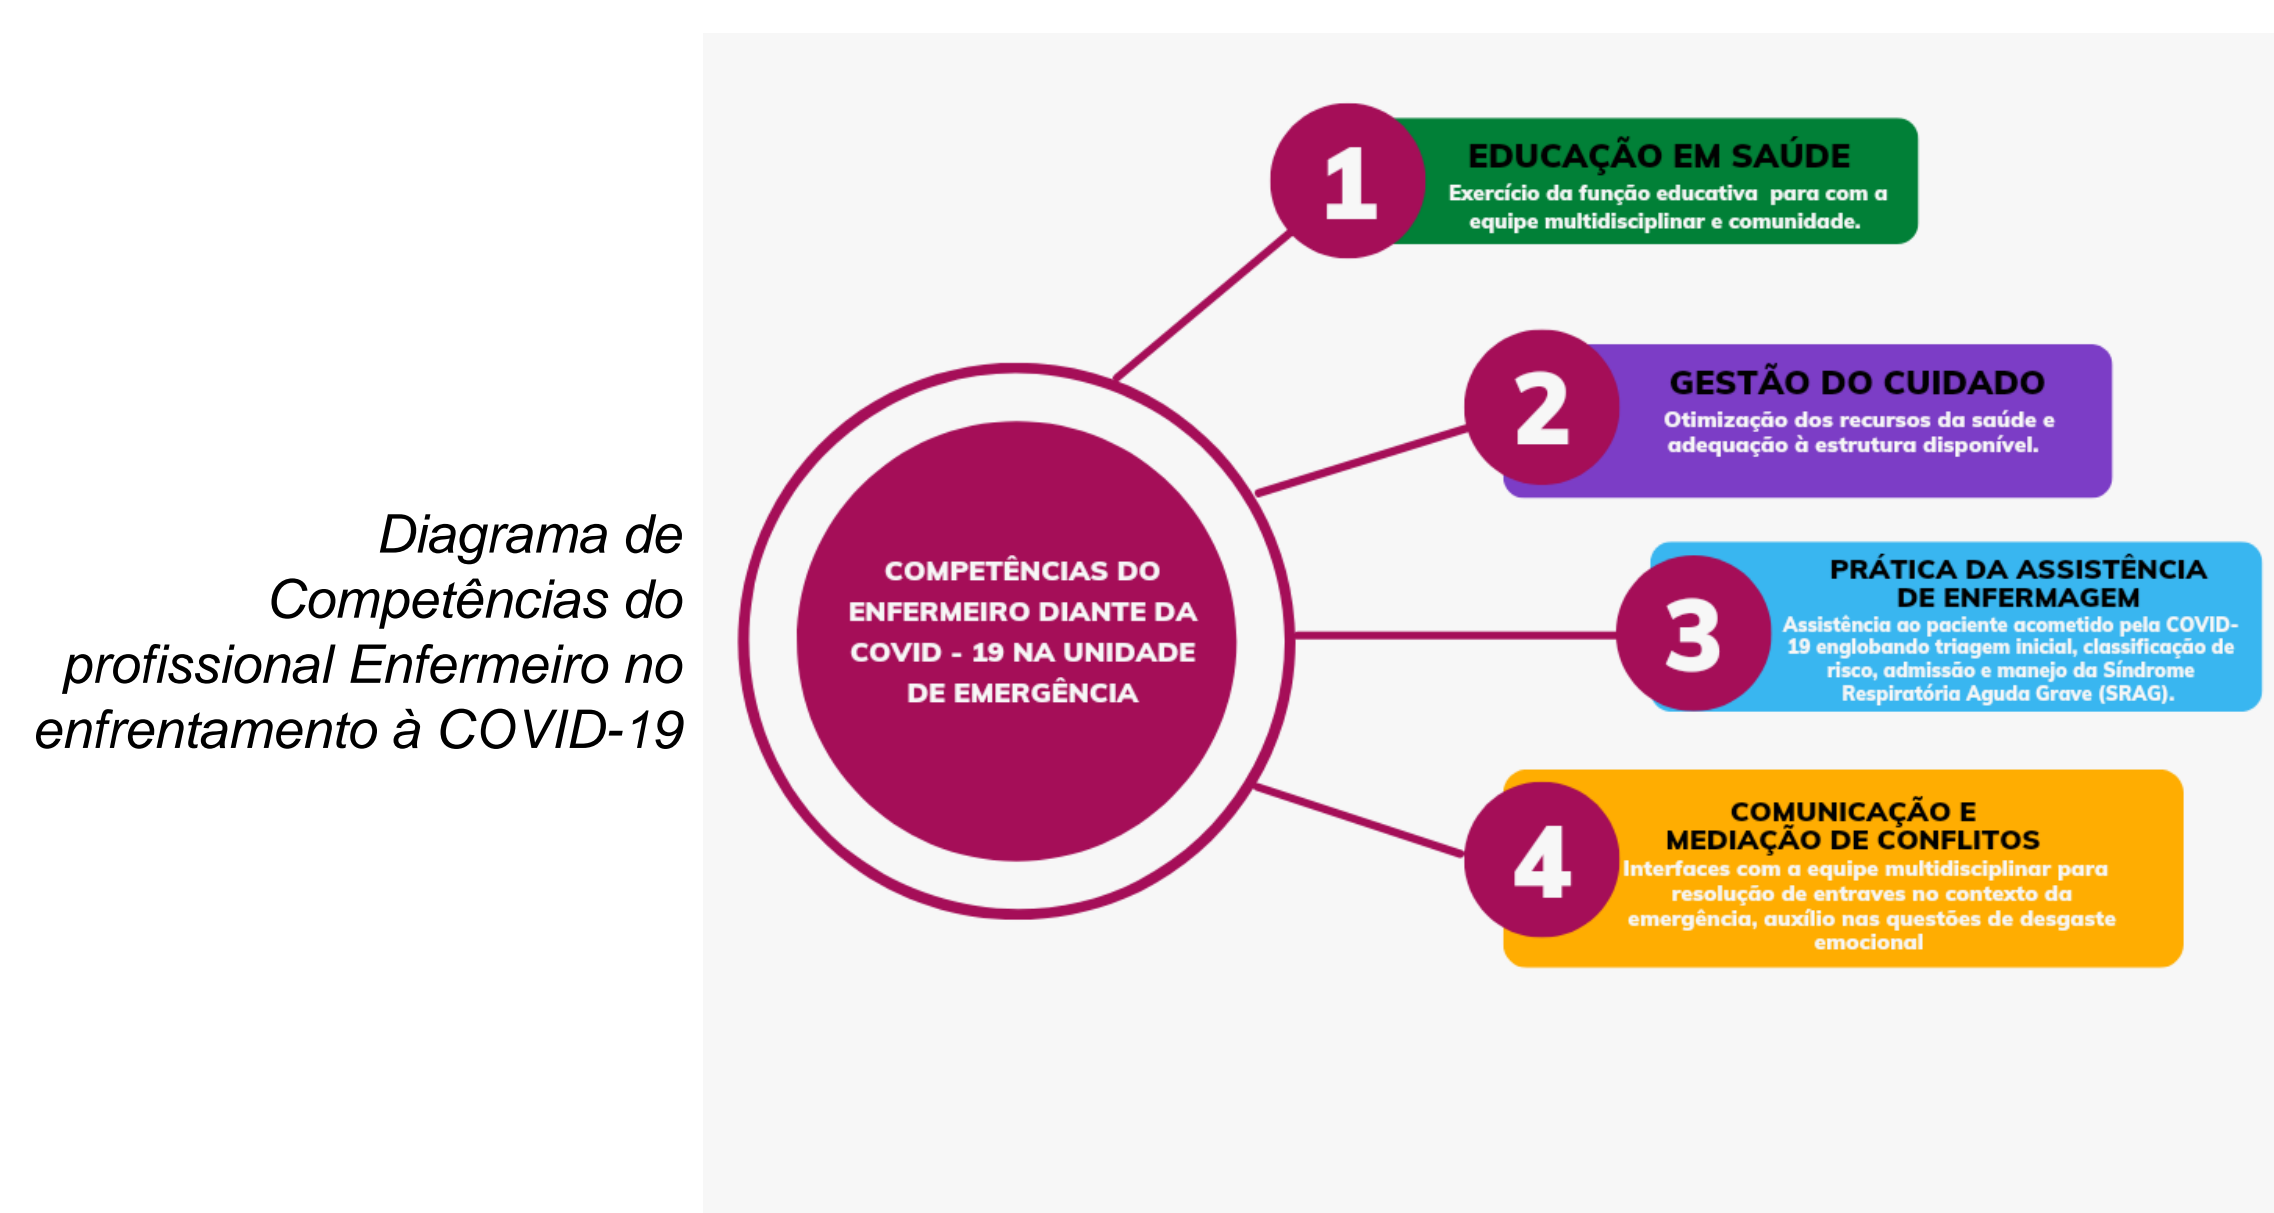 Diagrama de
Competências do
profissional Enfermeiro no
enfrentamento à COVID-19
COMPETÊNCIAS DO
ENFERMEIRO DIANTE DA
COVID - 19 NA UNIDADE
DE EMERGÊNCIA
1
EDUCAÇÃO EM SAÚDE
Exercício da função educativa para com a
equipe multidisciplinar e comunidade.
2
GESTÃO DO CUIDADO
Otimização dos recursos da saúde e
adequação à estrutura disponível.
3
PRÁTICA DA ASSISTÊNCIA
DE ENFERMAGEM
Assistência ao paciente acometido pela COVID-
19 englobando triagem inicial, classificação de
risco, admissão e manejo da Síndrome
Respiratória Aguda Grave (SRAG).
4
COMUNICAÇÃO E
MEDIAÇÃO DE CONFLITOS
Interfaces com a equipe multidisciplinar para
resolução de entraves no contexto da
emergência, auxílio nas questões de desgaste
emocional